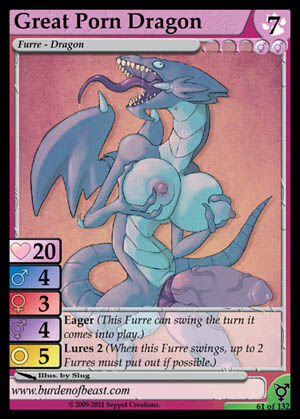 Great Porn Dragon
7
Furre - Dragon
20
4
3
4
5
Eager (This Furre can swing the turn it
comes into play.)
Lures 2 (When this Furre swings, up to 2
Furres must put out if possible.)
Illus. by Slug
www.burdenofbeast.com
61 of 132
© 2009-2011 Seppet Creations.